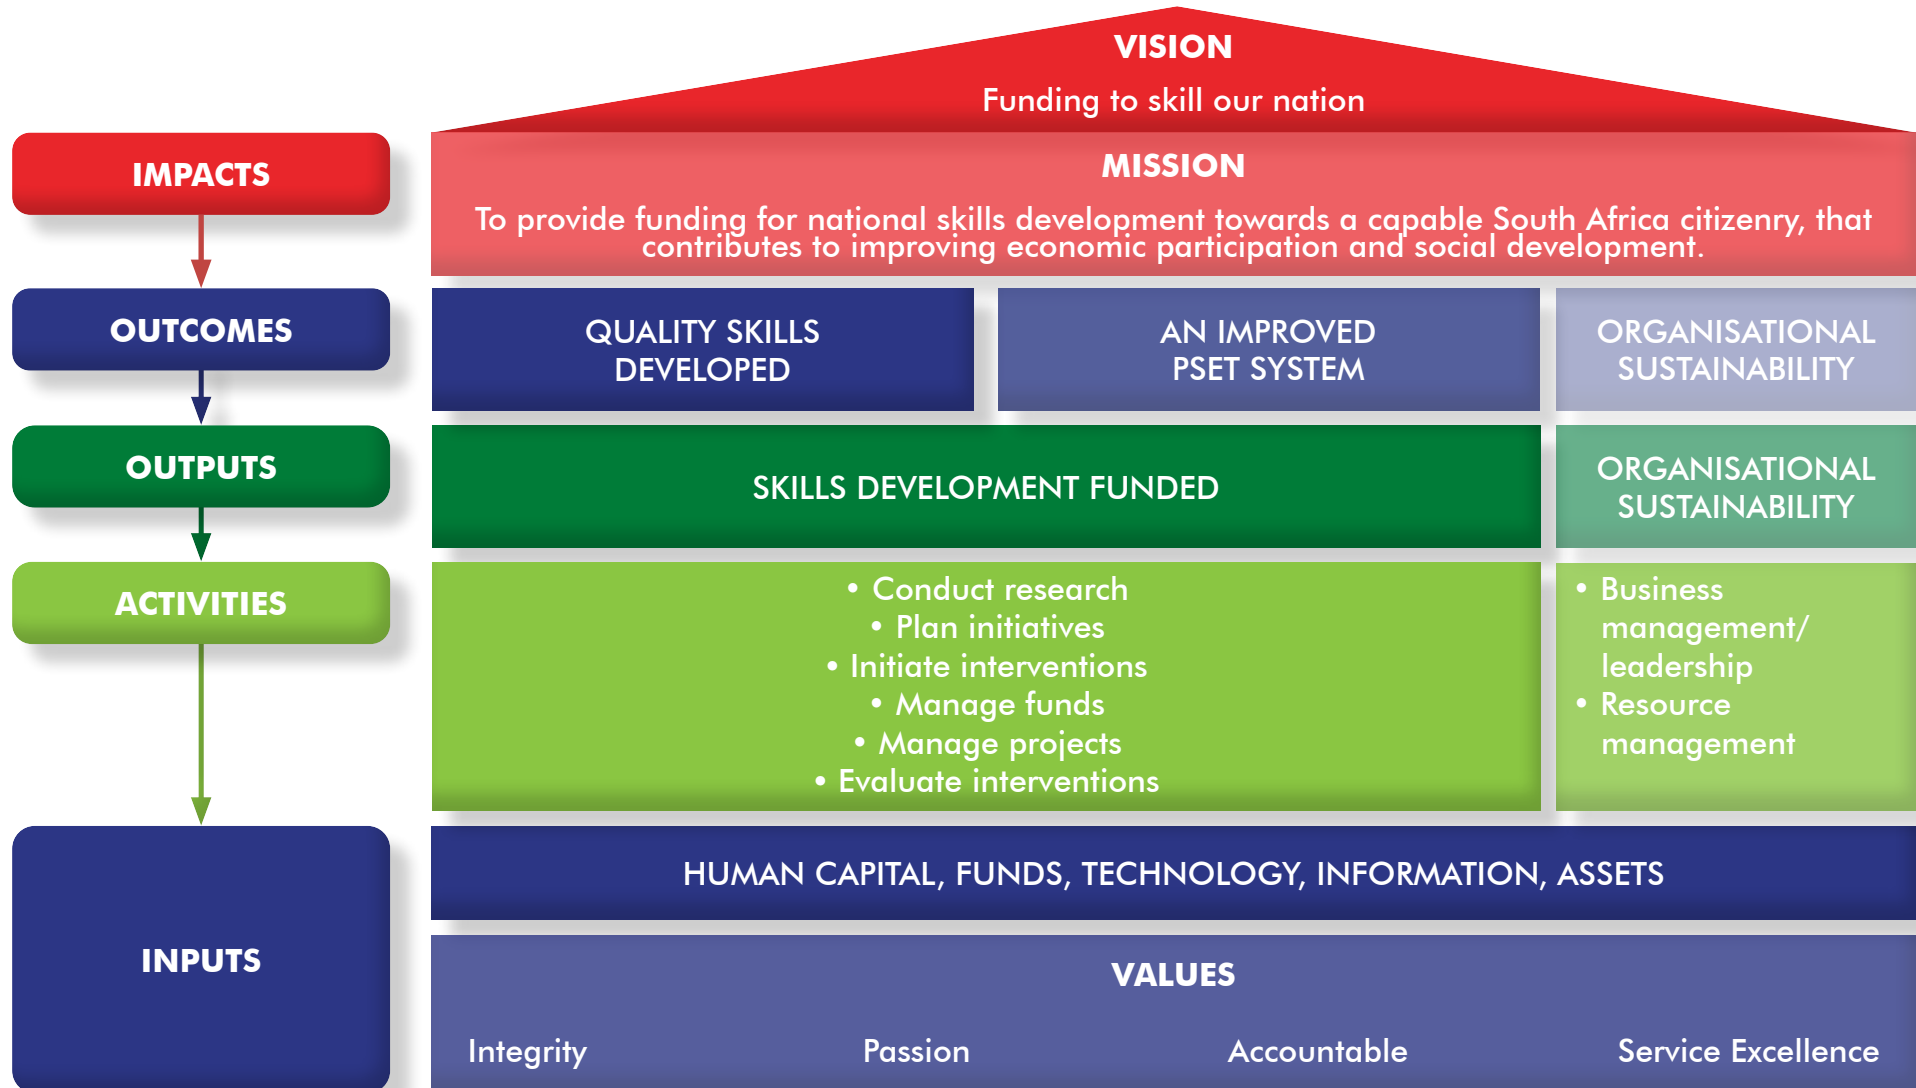 VISION
Funding to skill our nation
IMPACTS
MISSION
To provide funding for national skills development towards a capable South Africa citizenry, that
contributes to improving economic participation and social development.
OUTCOMES
QUALITY SKILLS
DEVELOPED
AN IMPROVED
PSET SYSTEM
ORGANISATIONAL
SUSTAINABILITY
OUTPUTS
SKILLS DEVELOPMENT FUNDED
ORGANISATIONAL
SUSTAINABILITY
ACTIVITIES
• Conduct research
• Plan initiatives
• Initiate interventions
• Manage funds
• Manage projects
• Evaluate interventions
• Business
management/
leadership
• Resource
management
INPUTS
HUMAN CAPITAL, FUNDS, TECHNOLOGY, INFORMATION, ASSETS
VALUES
Integrity
Passion
Accountable
Service Excellence